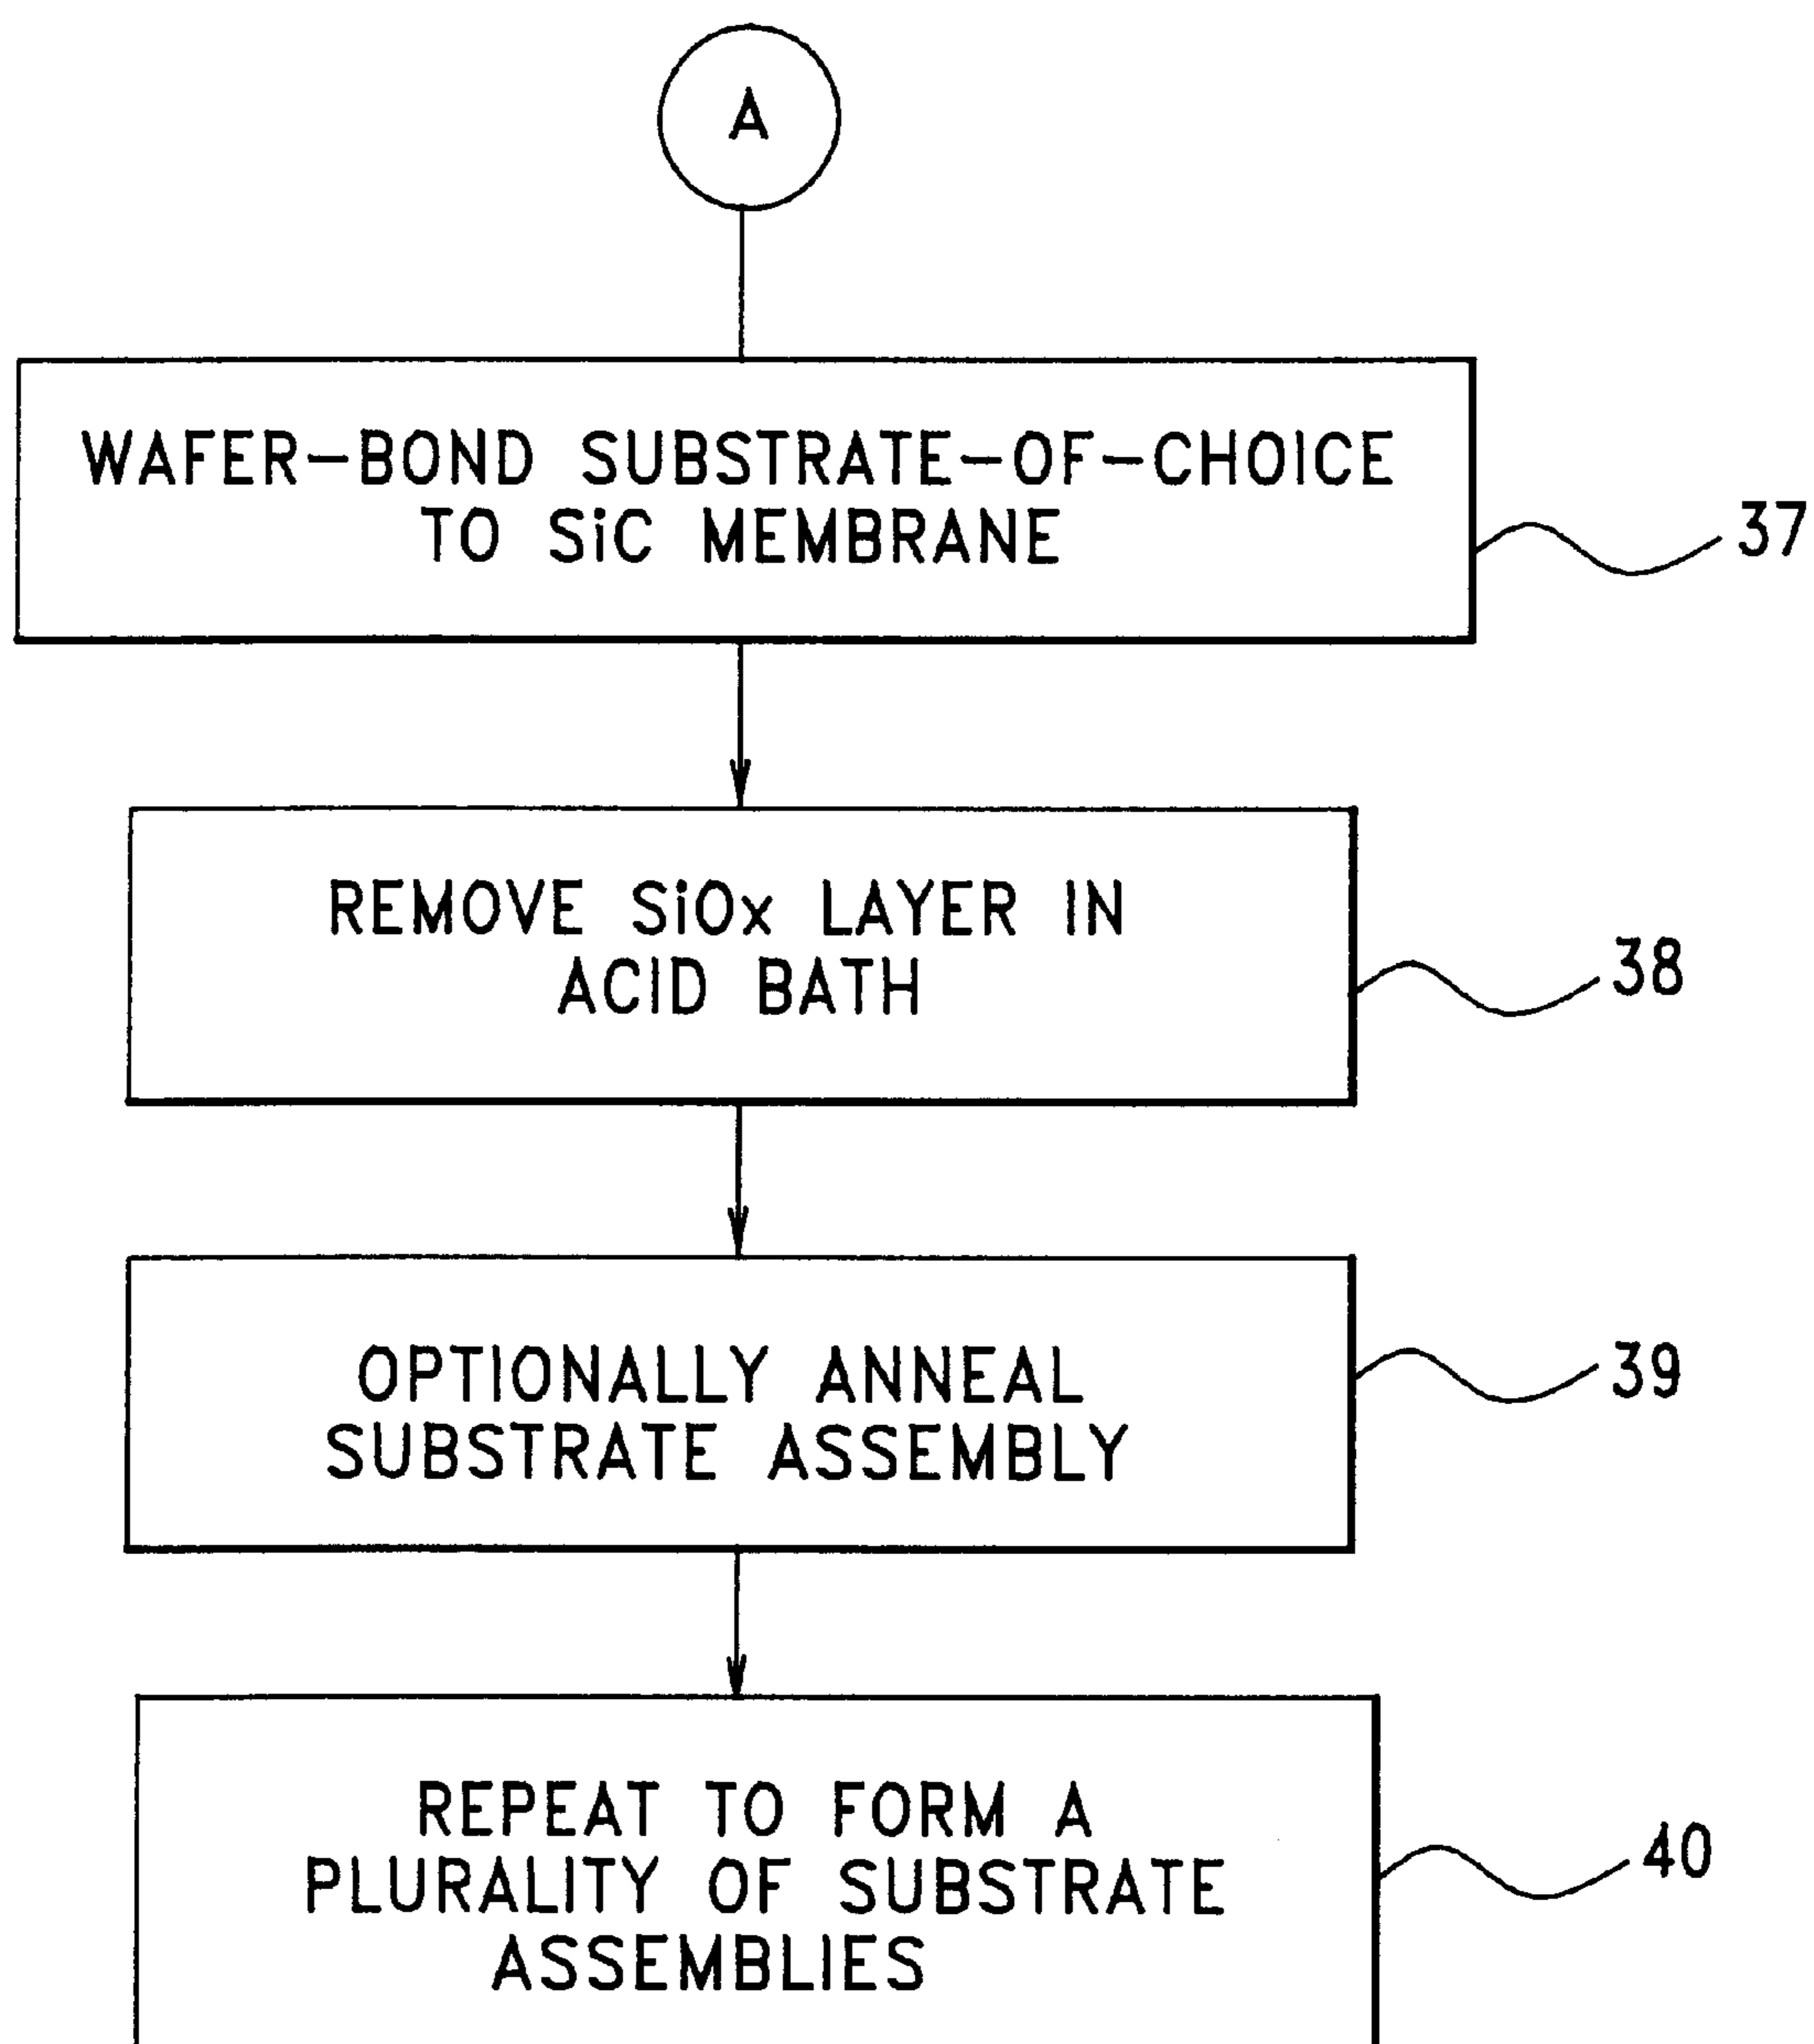 A
WAFER-BOND SUBSTRATE-OF-CHOICE
TO SiC MEMBRANE
37
REMOVE SiOx LAYER IN
ACID BATH
38
OPTIONALLY ANNEAL
SUBSTRATE ASSEMBLY
39
REPEAT TO FORM A
PLURALITY OF SUBSTRATE
ASSEMBLIES
40